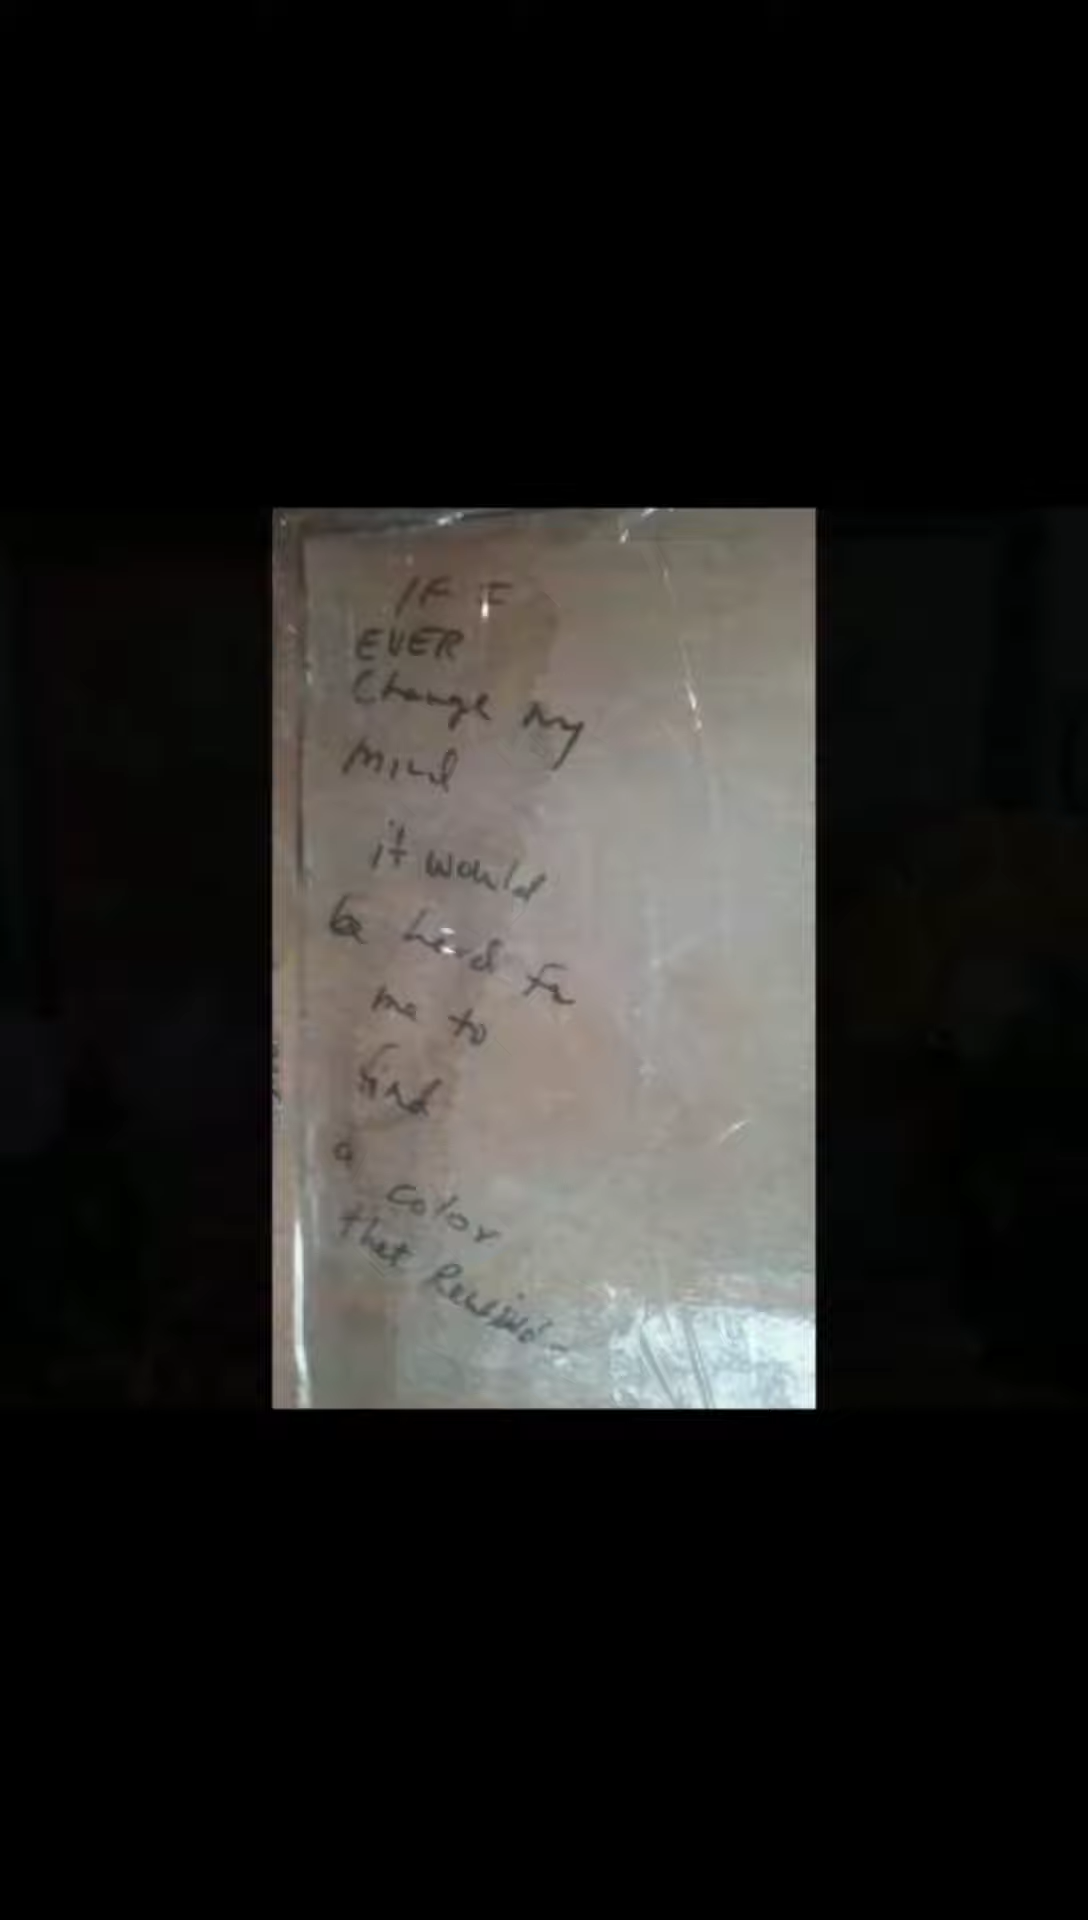 IF I
EVER
Change my
mind
it would
be hard for
me to
find
a
color
that